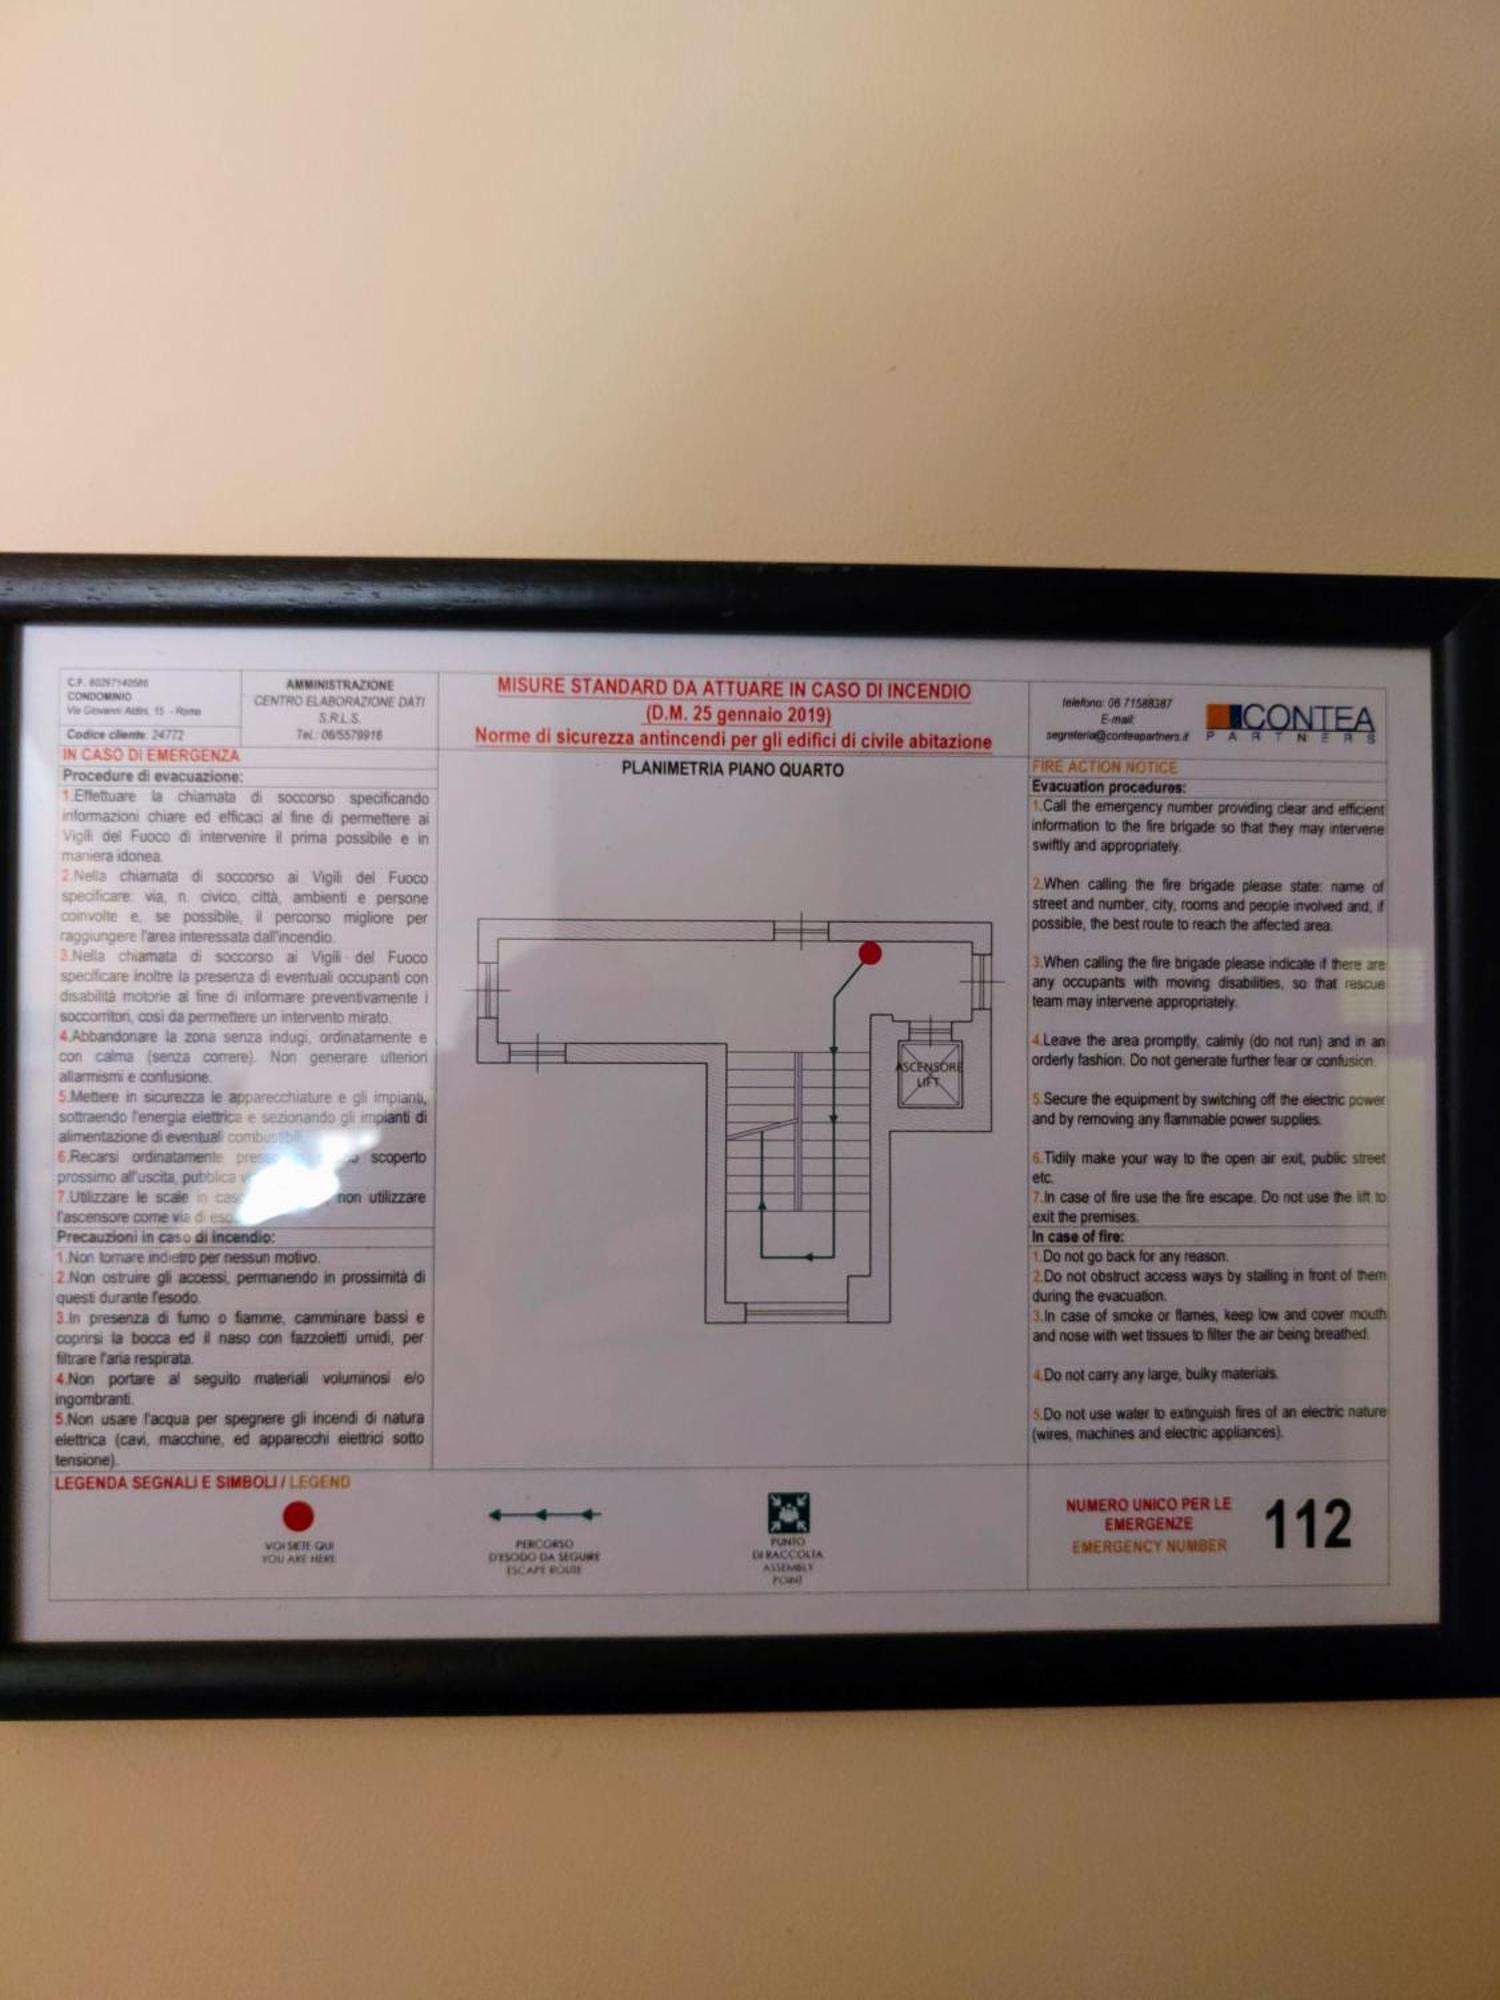 C.F. 80297140586
CONDOMINIO
Via Giovanni Aldini, 15 - Roma
Codice cliente: 24772
AMMINISTRAZIONE
CENTRO ELABORAZIONE DATI
S.R.L.S.
Tel.: 06/5579916
MISURE STANDARD DA ATTUARE IN CASO DI INCENDIO
(D.M. 25 gennaio 2019)
Norme di sicurezza antincendi per gli edifici di civile abitazione
telefono: 06 71588387
E-mail:
segreteria@conteapartners.it
CONTEA
PARTNERS
IN CASO DI EMERGENZA
Procedure di evacuazione:
1.Effettuare la chiamata di soccorso specificando
informazioni chiare ed efficaci al fine di permettere ai
Vigili del Fuoco di intervenire il prima possibile e in
maniera idonea.
2.Nella chiamata di soccorso ai Vigili del Fuoco
specificare: via, n. civico, città, ambienti e persone
coinvolte e, se possibile, il percorso migliore per
raggiungere l'area interessata dall'incendio.
3.Nella chiamata di soccorso ai Vigili del Fuoco
specificare inoltre la presenza di eventuali occupanti con
disabilità motorie al fine di informare preventivamente i
soccorritori, così da permettere un intervento mirato.
4.Abbandonare la zona senza indugi, ordinatamente e
con calma (senza correre). Non generare ulteriori
allarmismi e confusione.
5.Mettere in sicurezza le apparecchiature e gli impianti,
sottraendo l'energia elettrica e sezionando gli impianti di
alimentazione di eventuali combustibili.
6.Recarsi ordinatamente scoperto
prossimo all'uscita, pubblica
7.Utilizzare le scale in caso non utilizzare
l'ascensore come via di
Precauzioni in caso di incendio:
1.Non tornare indietro per nessun motivo.
2.Non ostruire gli accessi, permanendo in prossimità di
questi durante l'esodo.
3.In presenza di fumo o fiamme, camminare bassi e
coprirsi la bocca ed il naso con fazzoletti umidi, per
filtrare l'aria respirata.
4.Non portare al seguito materiali voluminosi e/o
ingombranti.
5.Non usare l'acqua per spegnere gli incendi di natura
elettrica (cavi, macchine, ed apparecchi elettrici sotto
tensione).
PLANIMETRIA PIANO QUARTO
ASCENSORE
LIFT
FIRE ACTION NOTICE
Evacuation procedures:
1.Call the emergency number providing clear and efficient
information to the fire brigade so that they may intervene
swiftly and appropriately.
2.When calling the fire brigade please state: name of
street and number, city, rooms and people involved and, if
possible, the best route to reach the affected area.
3.When calling the fire brigade please indicate if there are
any occupants with moving disabilities, so that rescue
team may intervene appropriately.
4.Leave the area promptly, calmly (do not run) and in an
orderly fashion. Do not generate further fear or confusion.
5.Secure the equipment by switching off the electric power
and by removing any flammable power supplies.
6.Tidily make your way to the open air exit, public street
etc.
7.In case of fire use the fire escape. Do not use the lift to
exit the premises.
In case of fire:
1.Do not go back for any reason.
2.Do not obstruct access ways by stalling in front of them
during the evacuation.
3.In case of smoke or flames, keep low and cover mouth
and nose with wet tissues to filter the air being breathed.
4.Do not carry any large, bulky materials.
5.Do not use water to extinguish fires of an electric nature
(wires, machines and electric appliances).
LEGENDA SEGNALI E SIMBOLI / LEGEND
VOI SIETE QUI
YOU ARE HERE
PERCORSO
D'ESODO DA SEGUIRE
ESCAPE ROUTE
PUNTO
DI RACCOLTA
ASSEMBLY
POINT
NUMERO UNICO PER LE
EMERGENZE
EMERGENCY NUMBER
112